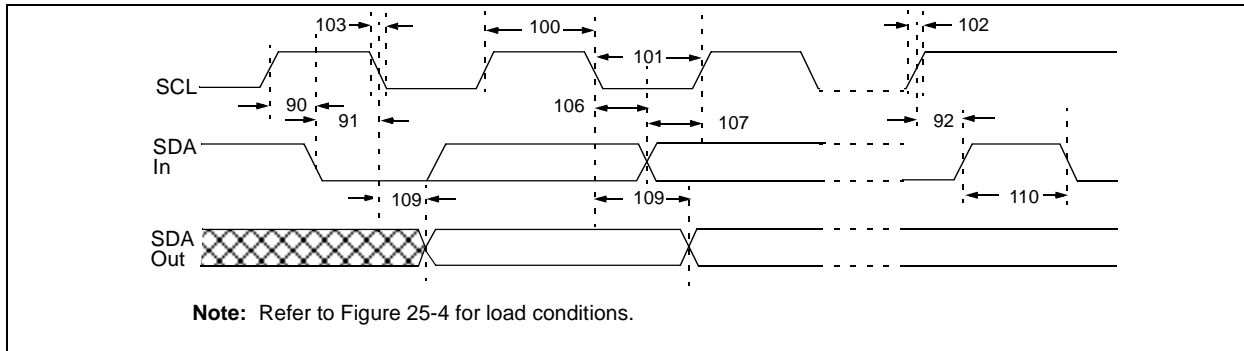 103
100
102
101
SCL
90
106
91
107
92
SDA
In
109
109
110
SDA
Out
Note: Refer to Figure 25-4 for load conditions.